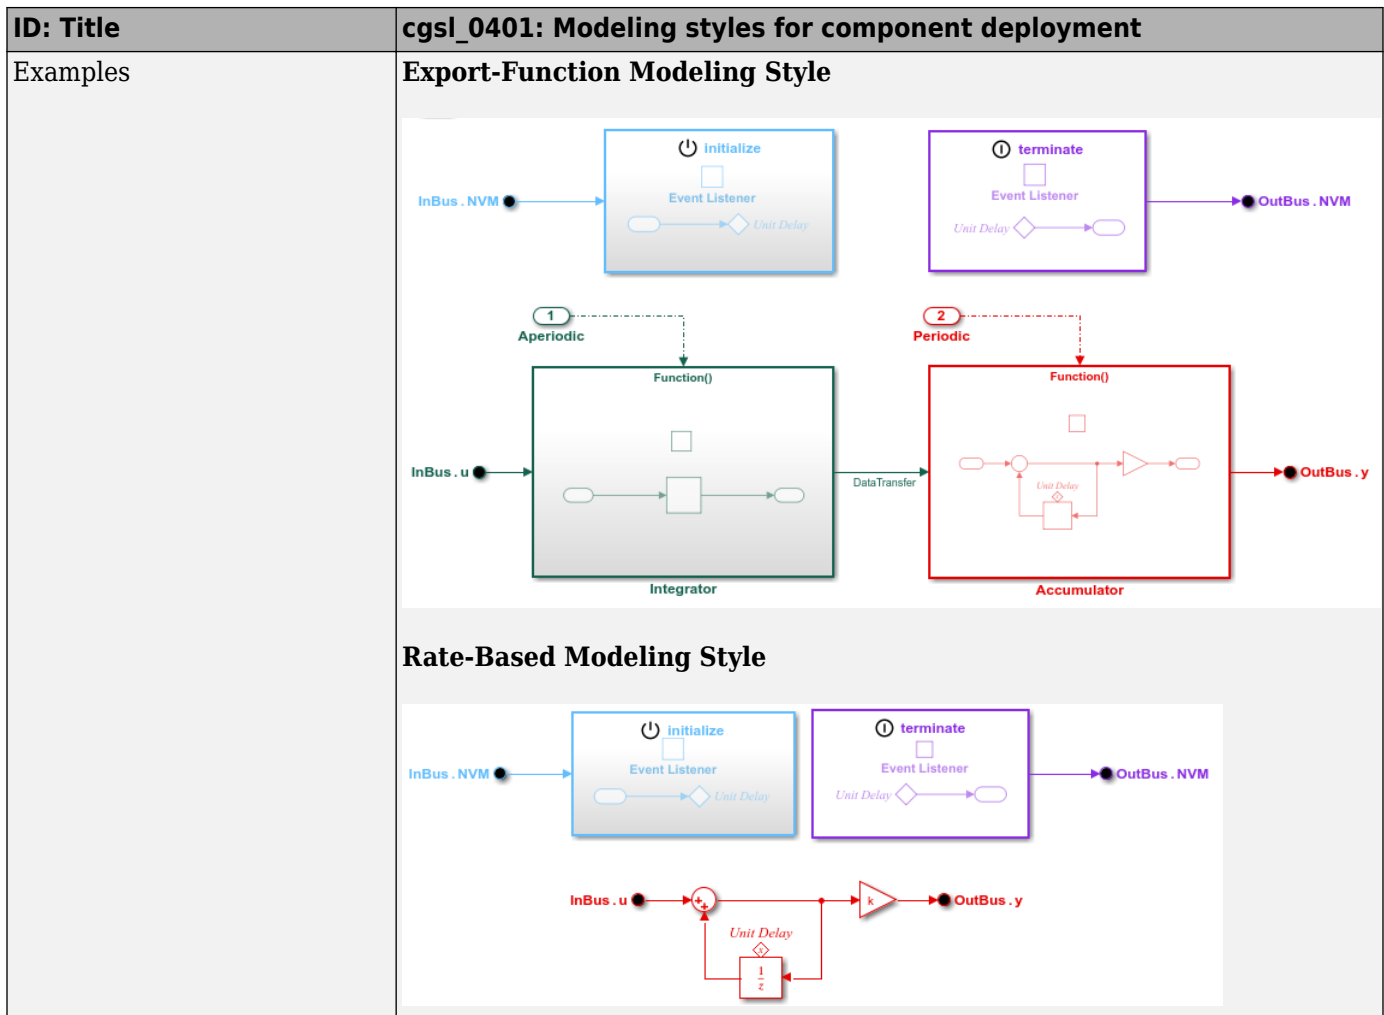 ID: Title
cgsl_0401: Modeling styles for component deployment
Examples
Export-Function Modeling Style
initialize
Event Listener
Unit Delay
InBus.NVM
terminate
Event Listener
Unit Delay
OutBus.NVM
1
Aperiodic
2
Periodic
Function()
InBus.u
Integrator
DataTransfer
Function()
Unit Delay
x
Accumulator
OutBus.y
Rate-Based Modeling Style
initialize
Event Listener
Unit Delay
InBus.NVM
terminate
Event Listener
Unit Delay
OutBus.NVM
InBus.u
+
+
k
OutBus.y
Unit Delay
x
1
z